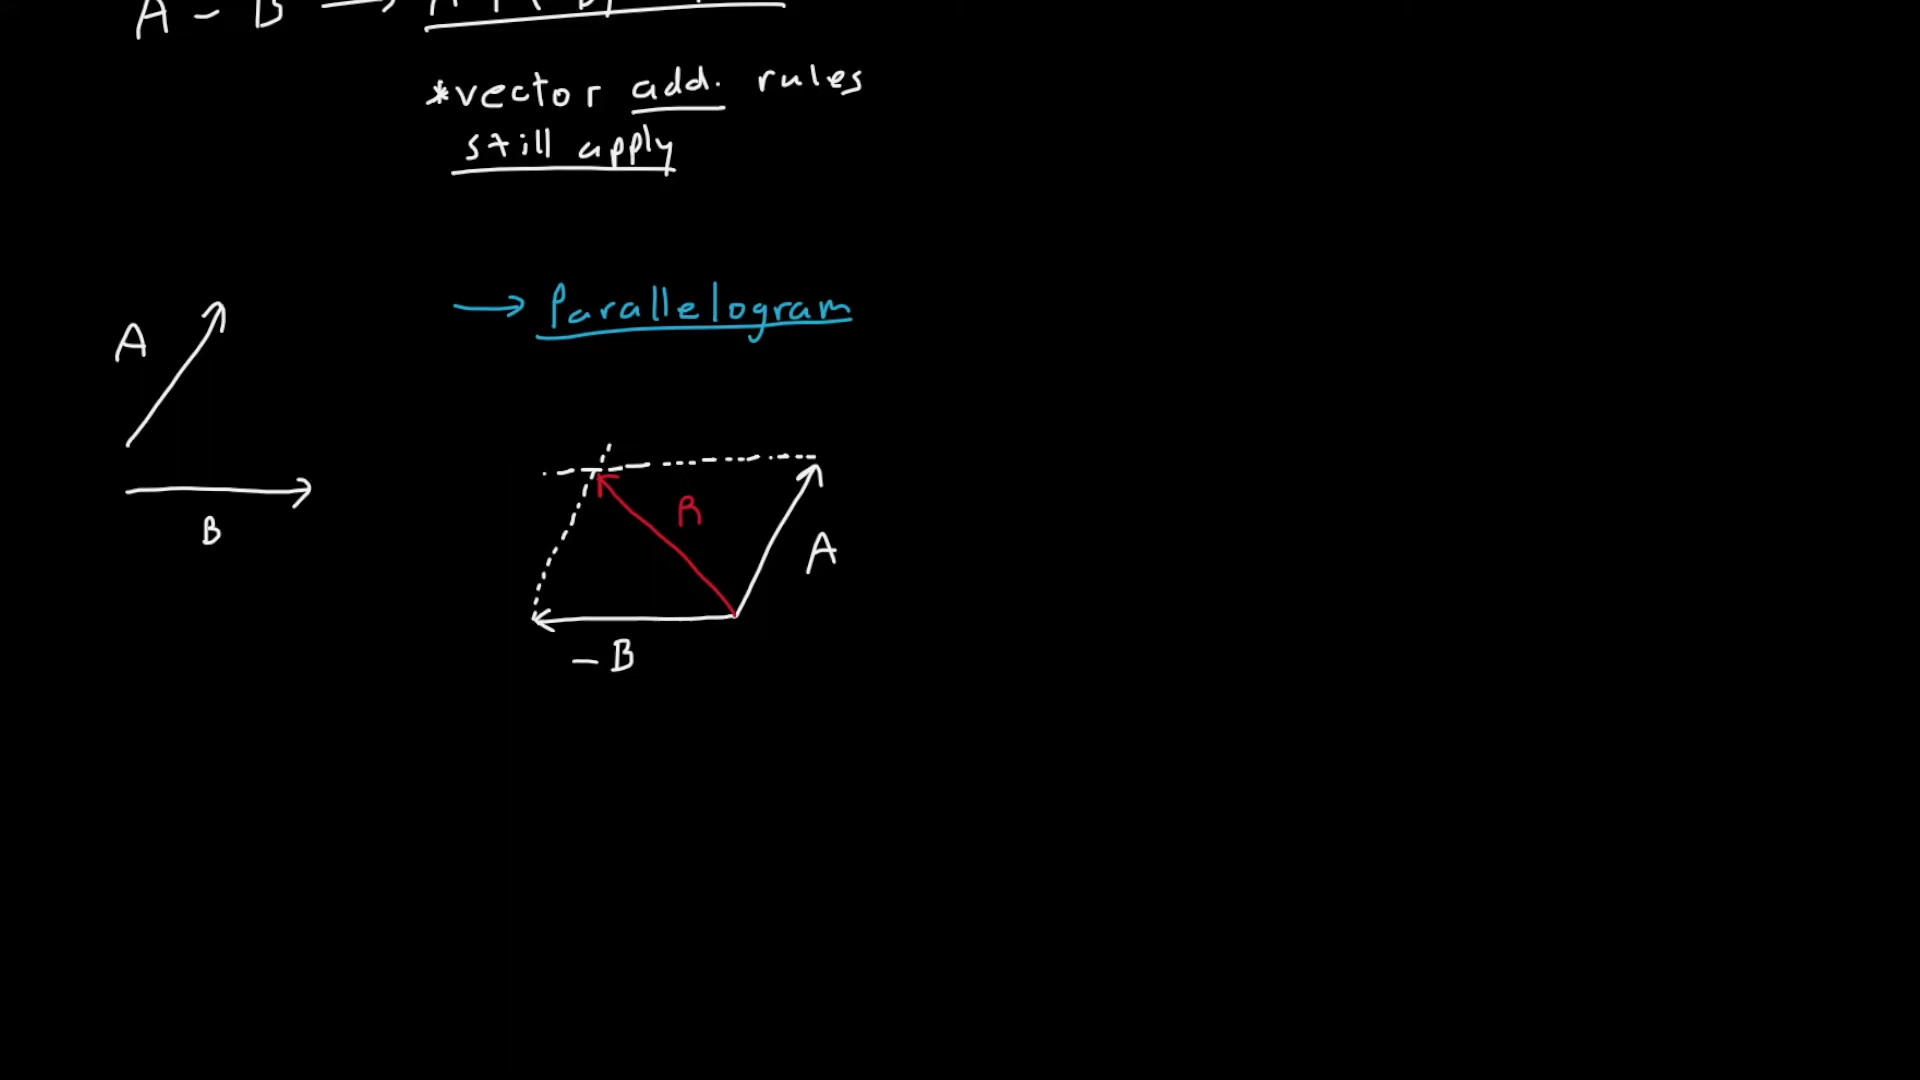 A - B → A + (-B)
*vector add. rules
still apply
→ Parallelogram
A
B
R
A
- B